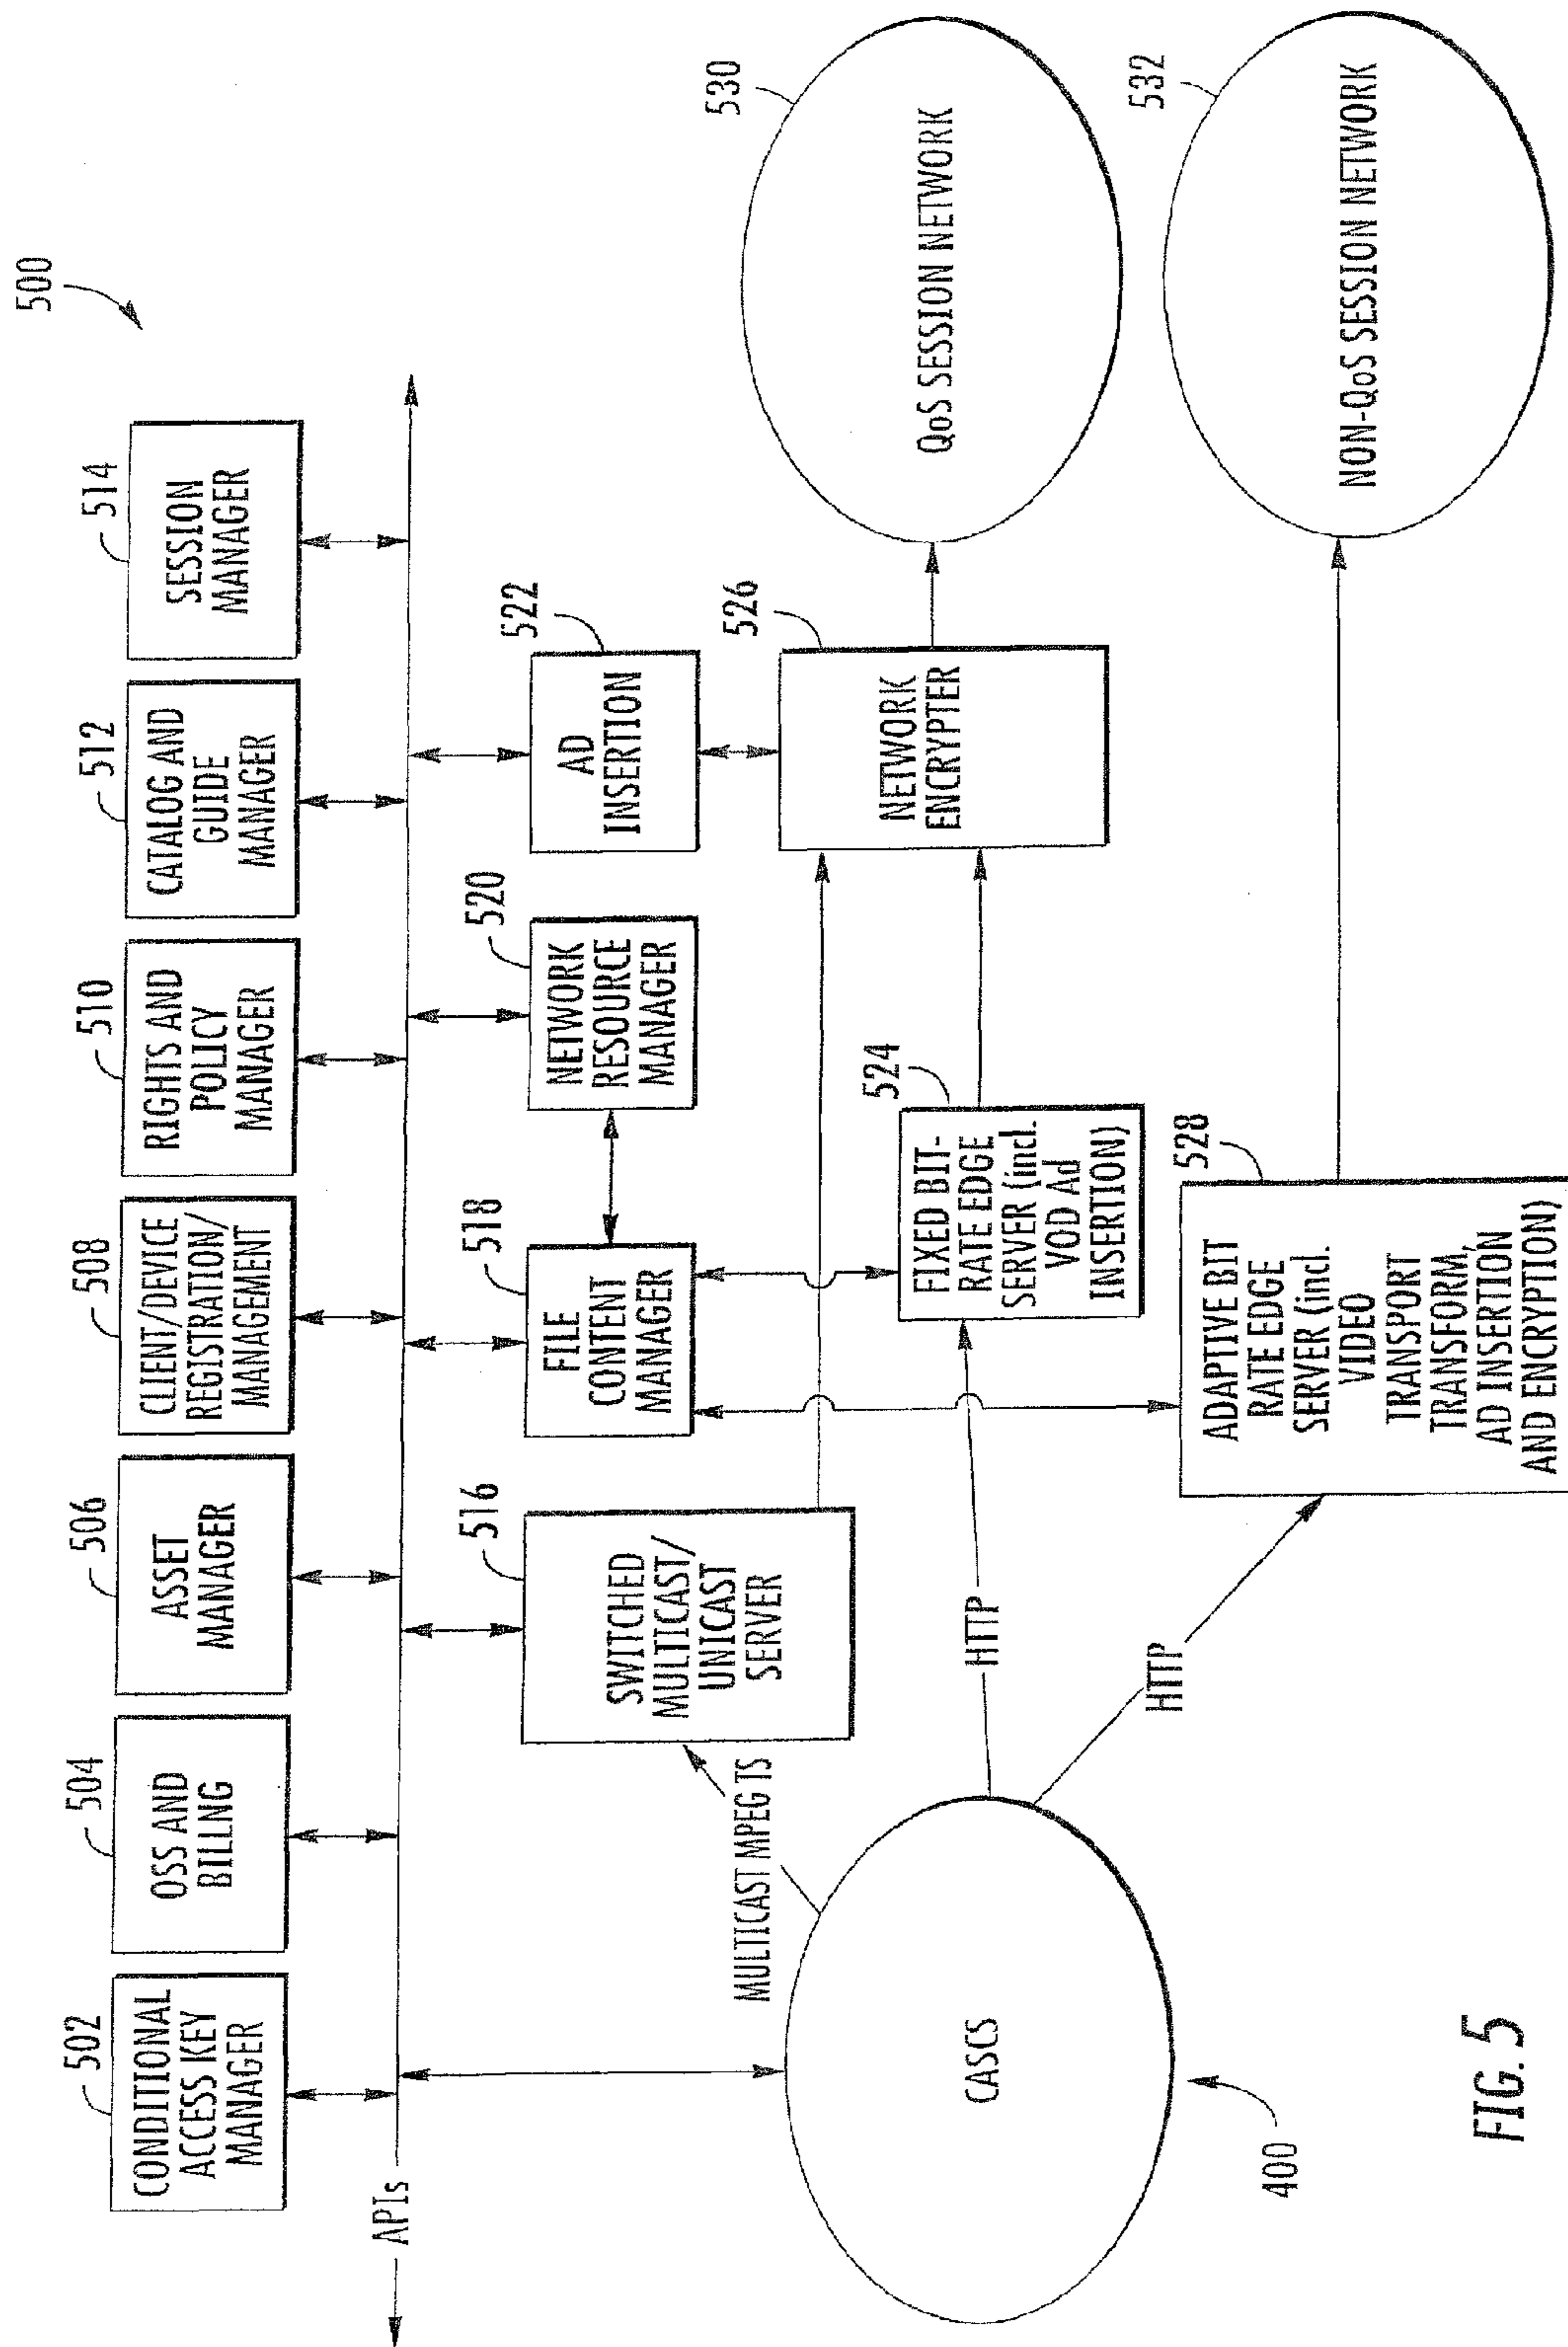 500
502
CONDITIONAL
ACCESS KEY
MANAGER
504
OSS AND
BILLNG
506
ASSET
MANAGER
508
CLIENT/DEVICE
REGISTRATION/
MANAGEMENT
510
RIGHTS AND
POLICY
MANAGER
512
CATALOG AND
GUIDE
MANAGER
514
SESSION
MANAGER
APIs
516
SWITCHED
MULTICAST/
UNICAST
SERVER
518
FILE
CONTENT
MANAGER
520
NETWORK
RESOURCE
MANAGER
522
AD
INSERTION
MULTICAST MPEG TS
524
FIXED BIT-
RATE EDGE
SERVER (incl.
VOD Ad
INSERTION)
526
NETWORK
ENCRYPTER
530
QoS SESSION NETWORK
CASCS
400
HTTP
HTTP
528
ADAPTIVE BIT
RATE EDGE
SERVER (incl.
VIDEO
TRANSPORT
TRANSFORM,
AD INSERTION
AND ENCRYPTION)
532
NON-QoS SESSION NETWORK
FIG. 5